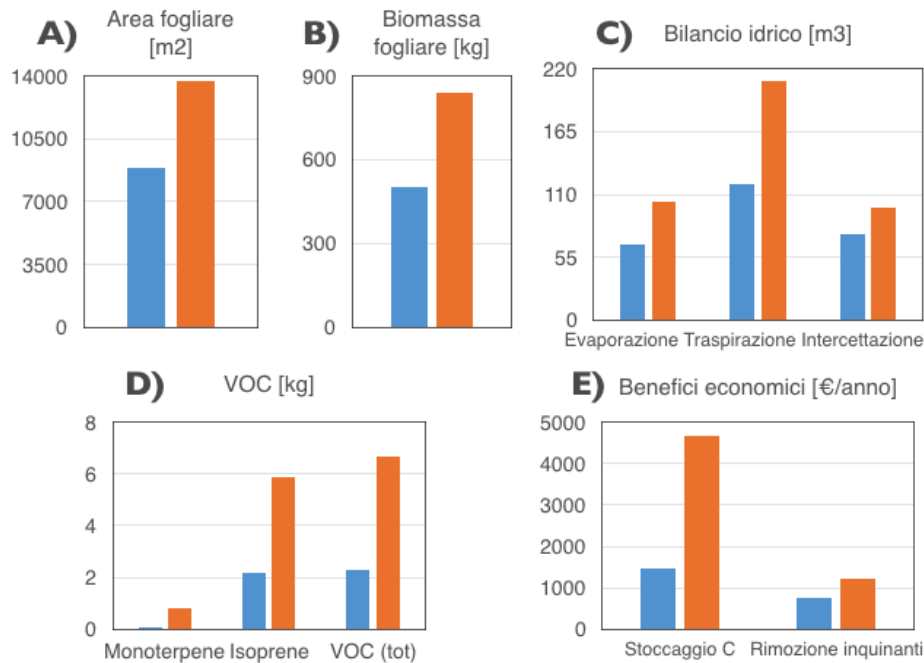 A) Area fogliare
[m2]
14000
10500
7000
3500
0
B) Biomassa
fogliare [kg]
900
600
300
0
C) Bilancio idrico [m3]
220
165
110
55
0
Evaporazione Traspirazione Intercettazione
D) VOC [kg]
8
6
4
2
0
Monoterpene Isoprene VOC (tot)
E) Benefici economici [€/anno]
5000
4000
3000
2000
1000
0
Stoccaggio C Rimozione inquinanti